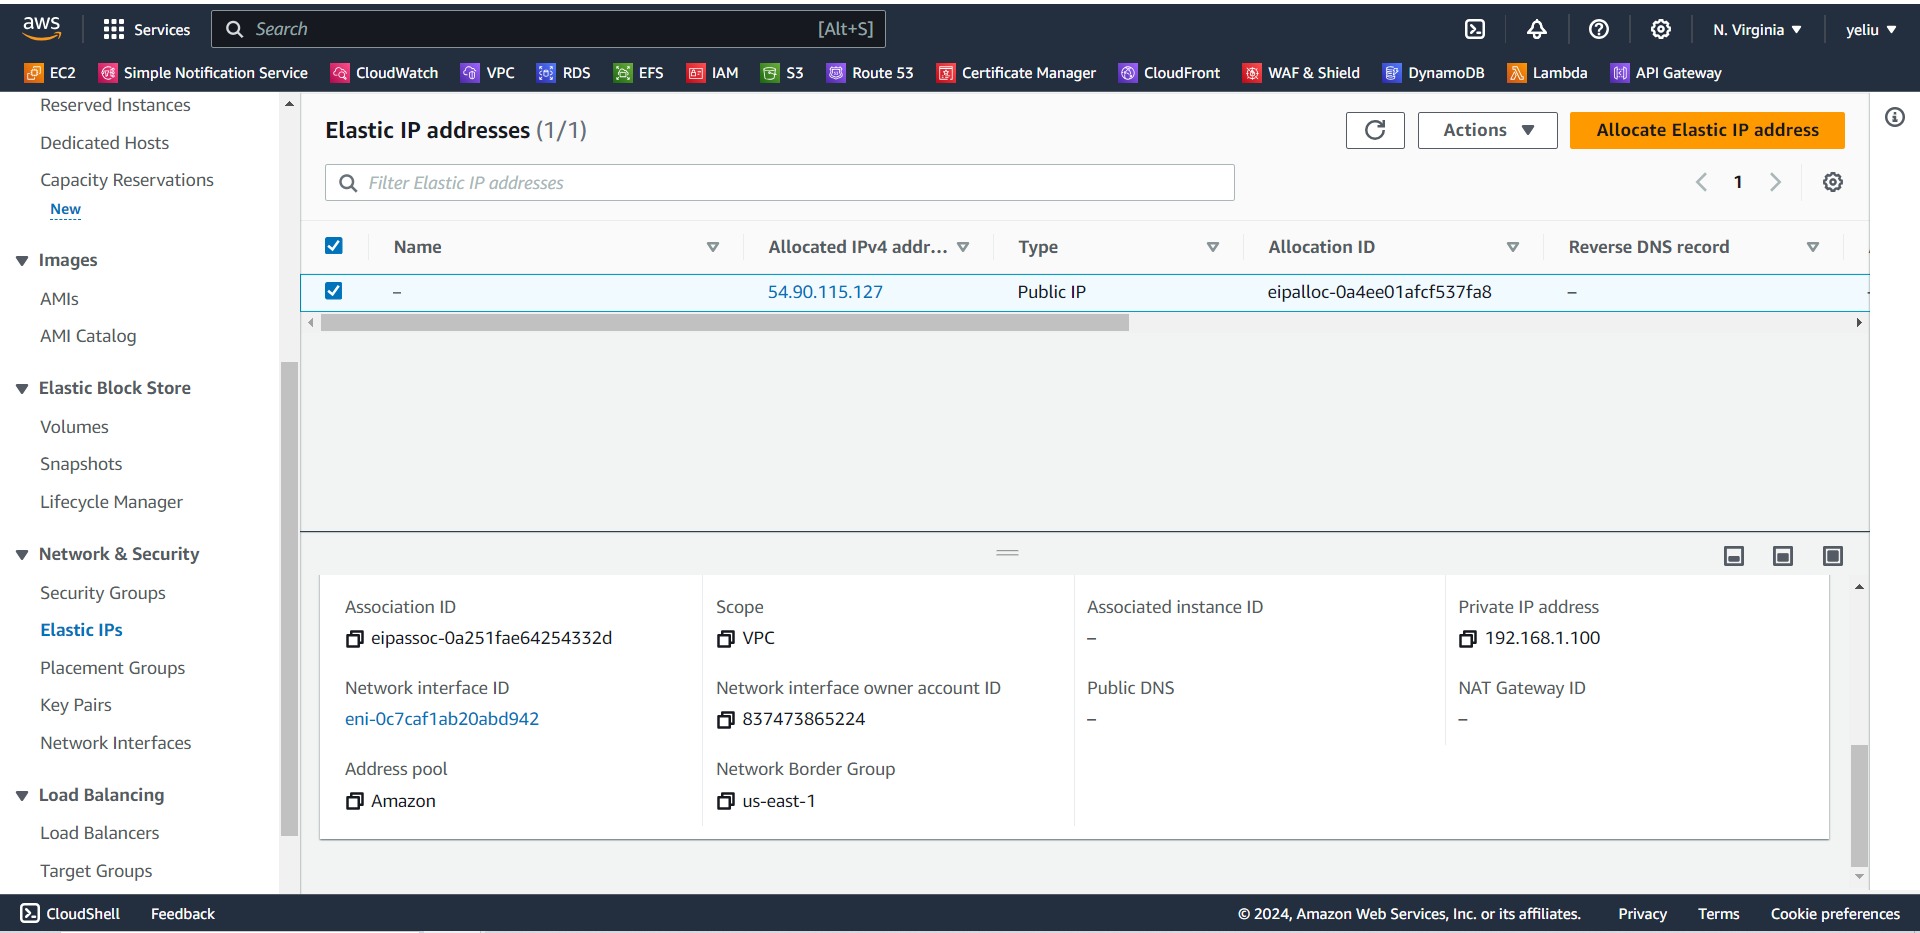 aws Services Search [Alt+S] N. Virginia yeliu
EC2 Simple Notification Service CloudWatch VPC RDS EFS IAM S3 Route 53 Certificate Manager CloudFront WAF & Shield DynamoDB Lambda API Gateway
Reserved Instances
Dedicated Hosts
Capacity Reservations
New
Images
AMIs
AMI Catalog
Elastic Block Store
Volumes
Snapshots
Lifecycle Manager
Network & Security
Security Groups
Elastic IPs
Placement Groups
Key Pairs
Network Interfaces
Load Balancing
Load Balancers
Target Groups
Elastic IP addresses (1/1)
Actions
Allocate Elastic IP address
Filter Elastic IP addresses
1
Name Allocated IPv4 addr... Type Allocation ID Reverse DNS record
– 54.90.115.127 Public IP eipalloc-0a4ee01afcf537fa8 –
Association ID Scope Associated instance ID Private IP address
eipassoc-0a251fae64254332d VPC – 192.168.1.100
Network interface ID Network interface owner account ID Public DNS NAT Gateway ID
eni-0c7caf1ab20abd942 837473865224 – –
Address pool Network Border Group
Amazon us-east-1
CloudShell Feedback © 2024, Amazon Web Services, Inc. or its affiliates. Privacy Terms Cookie preferences